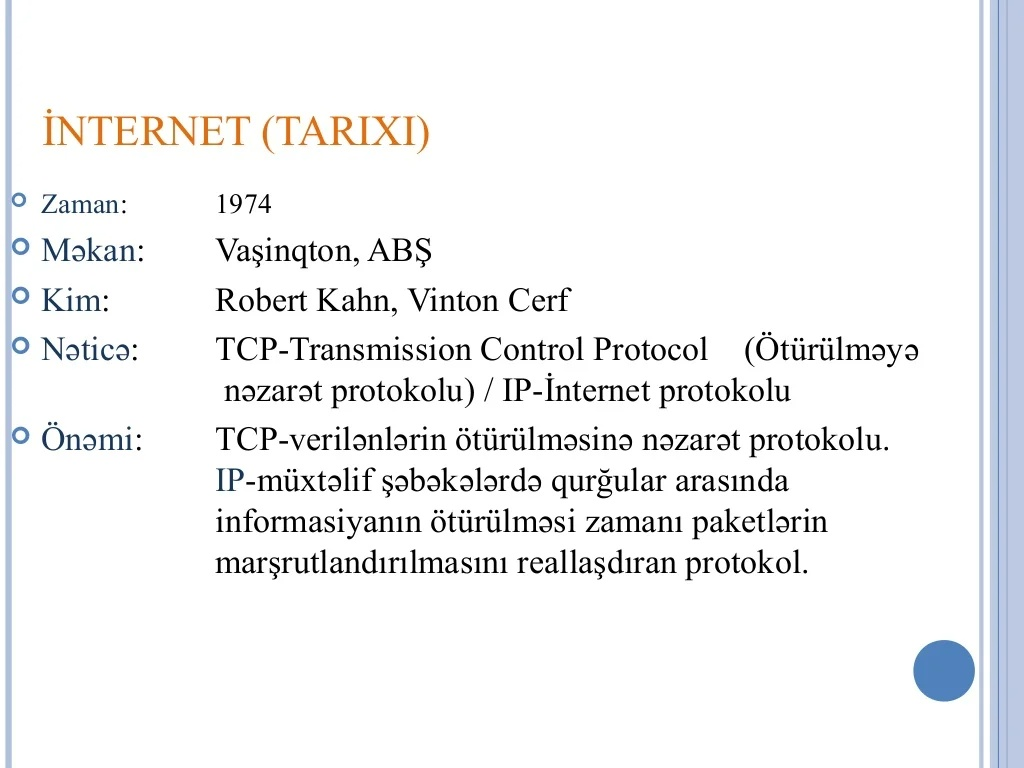 İNTERNET (TARIXI)
Zaman: 1974
Məkan: Vaşinqton, ABŞ
Kim: Robert Kahn, Vinton Cerf
Nəticə: TCP-Transmission Control Protocol (Ötürülməyə
nəzarət protokolu) / IP-İnternet protokolu
Önəmi: TCP-verilənlərin ötürülməsinə nəzarət protokolu.
IP-müxtəlif şəbəkələrdə qurğular arasında
informasiyanın ötürülməsi zamanı paketlərin
marşrutlandırılmasını reallaşdıran protokol.